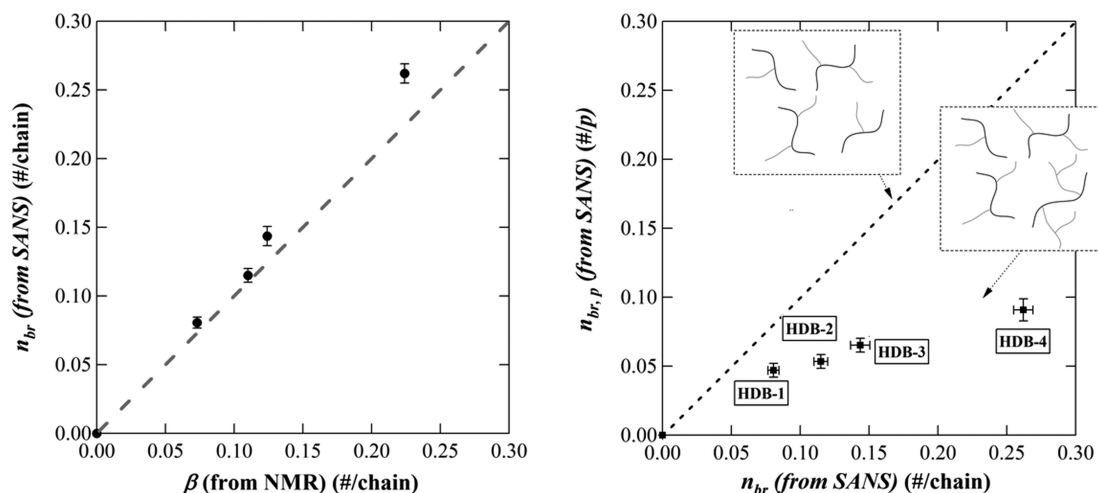 0.30
0.25
0.20
0.15
0.10
0.05
0.00
n_br (from SANS) (#/chain)
0.00 0.05 0.10 0.15 0.20 0.25 0.30
β (from NMR) (#/chain)
0.30
0.25
0.20
0.15
0.10
0.05
0.00
n_br, p (from SANS) (#/p)
HDB-2
HDB-3
HDB-4
HDB-1
0.00 0.05 0.10 0.15 0.20 0.25 0.30
n_br (from SANS) (#/chain)